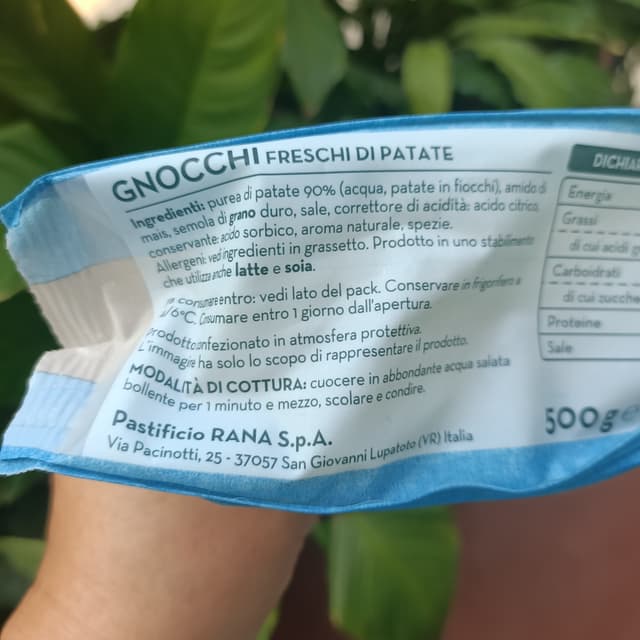 GNOCCHI FRESCHI DI PATATE
Ingredienti: purea di patate 90% (acqua, patate in fiocchi), amido di
mais, semola di grano duro, sale, correttore di acidità: acido citrico,
conservante: acido sorbico, aroma naturale, spezie.
Allergeni: vedi ingredienti in grassetto. Prodotto in uno stabilimento
che utilizza anche latte e soia.
consumare entro: vedi lato del pack. Conservare in frigorifero a
/6°C. Consumare entro 1 giorno dall'apertura.
Prodotto confezionato in atmosfera protettiva.
L'immagine ha solo lo scopo di rappresentare il prodotto.
MODALITÀ DI COTTURA: cuocere in abbondante acqua salata
bollente per 1 minuto e mezzo, scolare e condire.
Pastificio RANA S.p.A.
Via Pacinotti, 25 - 37057 San Giovanni Lupatoto (VR) Italia
DICHIA
Energia
Grassi
di cui acidi g
Carboidrati
di cui zucche
Proteine
Sale
500g e